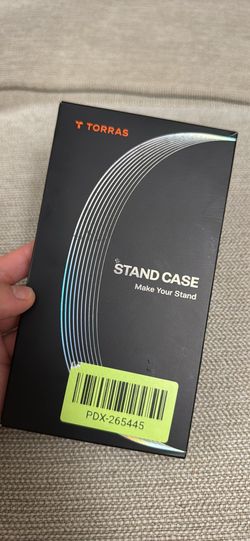 TORRAS
STAND CASE
Make Your Stand
PDX-265445